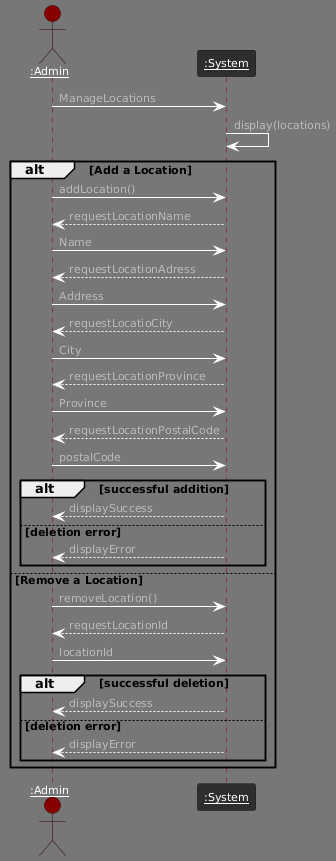 :Admin
:System
ManageLocations
display(locations)
alt [Add a Location]
addLocation()
requestLocationName
Name
requestLocationAdress
Address
requestLocatioCity
City
requestLocationProvince
Province
requestLocationPostalCode
postalCode
alt [successful addition]
displaySuccess
[deletion error]
displayError
[Remove a Location]
removeLocation()
requestLocationId
locationId
alt [successful deletion]
displaySuccess
[deletion error]
displayError
:Admin
:System